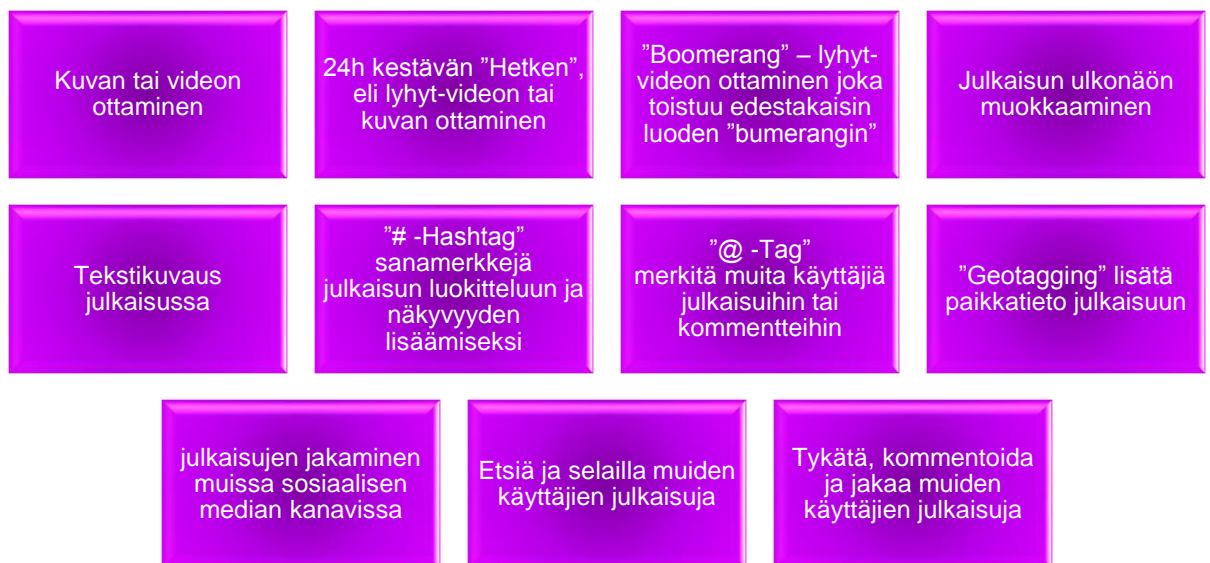 Kuvan tai videon
ottaminen
24h kestävän ”Hetken”,
eli lyhyt-videon tai
kuvan ottaminen
”Boomerang” – lyhyt-
videon ottaminen joka
toistuu edestakaisin
luoden ”bumerangin”
Julkaisun ulkonäön
muokkaaminen
Tekstikuvaus
julkaisussa
”# -Hashtag”
sanamerkkejä
julkaisun luokitteluun ja
näkyvyyden
lisäämiseksi
”@ -Tag”
merkitä muita käyttäjiä
julkaisuihin tai
kommentteihin
”Geotagging” lisätä
paikkatieto julkaisuun
julkaisujen jakaminen
muissa sosiaalisen
median kanavissa
Etsiä ja selailla muiden
käyttäjien julkaisuja
Tykätä, kommentoida
ja jakaa muiden
käyttäjien julkaisuja